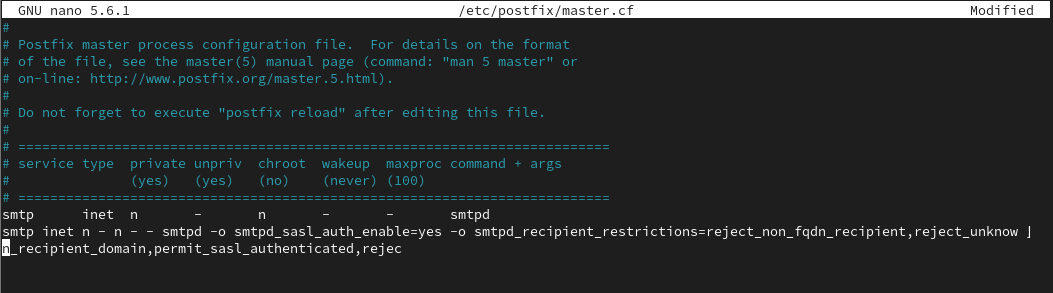 GNU nano 5.6.1 /etc/postfix/master.cf Modified
#
# Postfix master process configuration file.  For details on the format
# of the file, see the master(5) manual page (command: "man 5 master" or
# on-line: http://www.postfix.org/master.5.html).
#
# Do not forget to execute "postfix reload" after editing this file.
#
# ==========================================================================
# service type  private unpriv  chroot  wakeup  maxproc command + args
#               (yes)   (yes)   (no)    (never) (100)
# ==========================================================================
smtp      inet  n       -       n       -       -       smtpd
smtp inet n - n - - smtpd -o smtpd_sasl_auth_enable=yes -o smtpd_recipient_restrictions=reject_non_fqdn_recipient,reject_unknow ]
n_recipient_domain,permit_sasl_authenticated,rejec